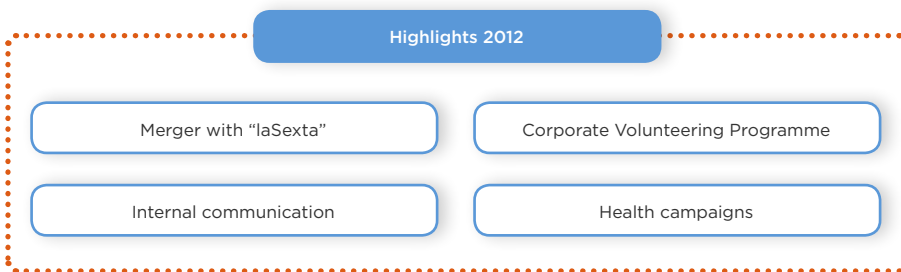 Highlights 2012
Merger with “laSexta”
Corporate Volunteering Programme
Internal communication
Health campaigns